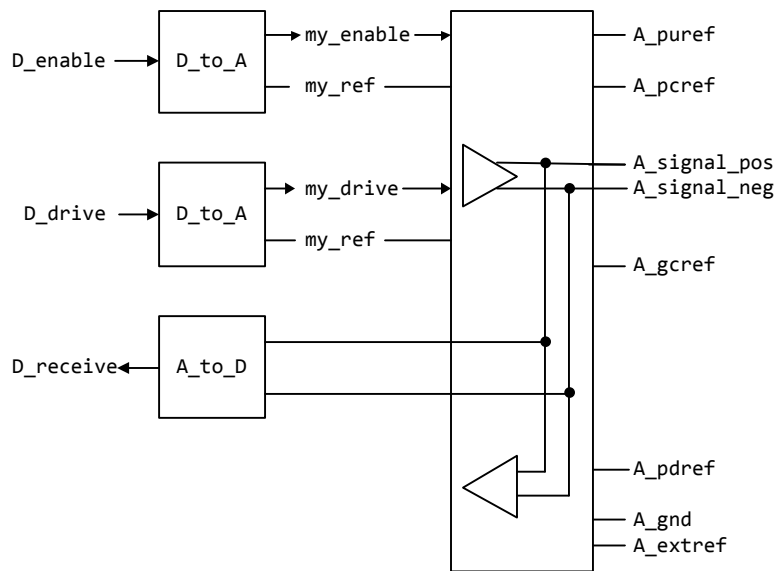 my_enable
A_puref
D_enable
D_to_A
my_ref
A_pcref
A_signal_pos
my_drive
A_signal_neg
D_drive
D_to_A
my_ref
A_gcref
D_receive
A_to_D
A_pdref
A_gnd
A_extref